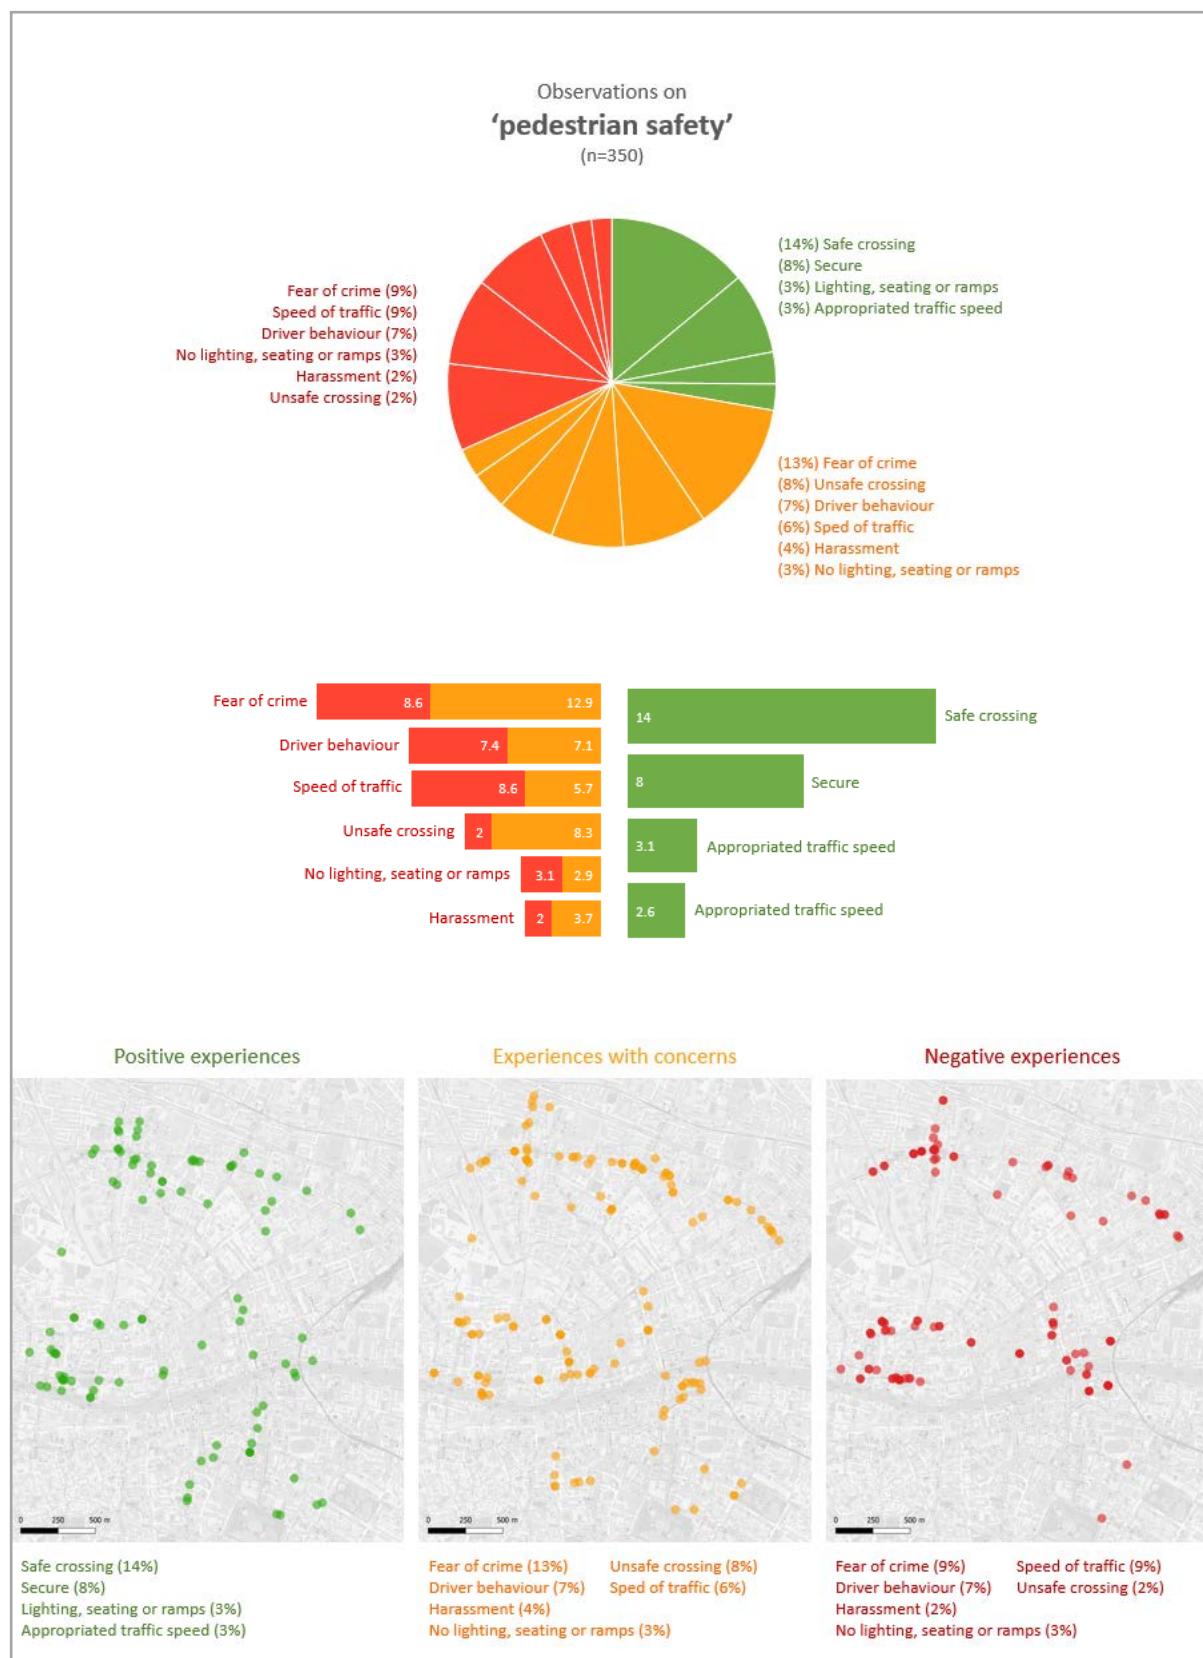 Observations on
‘pedestrian safety’
(n=350)
(14%) Safe crossing
(8%) Secure
(3%) Lighting, seating or ramps
(3%) Appropriated traffic speed
Fear of crime (9%)
Speed of traffic (9%)
Driver behaviour (7%)
No lighting, seating or ramps (3%)
Harassment (2%)
Unsafe crossing (2%)
(13%) Fear of crime
(8%) Unsafe crossing
(7%) Driver behaviour
(6%) Sped of traffic
(4%) Harassment
(3%) No lighting, seating or ramps
Fear of crime 8.6 12.9
Driver behaviour 7.4 7.1
Speed of traffic 8.6 5.7
Unsafe crossing 2 8.3
No lighting, seating or ramps 3.1 2.9
Harassment 2 3.7
14 Safe crossing
8 Secure
3.1 Appropriated traffic speed
2.6 Appropriated traffic speed
Positive experiences
Experiences with concerns
Negative experiences
0 250 500 m
0 250 500 m
0 250 500 m
Safe crossing (14%)
Secure (8%)
Lighting, seating or ramps (3%)
Appropriated traffic speed (3%)
Fear of crime (13%) Unsafe crossing (8%)
Driver behaviour (7%) Sped of traffic (6%)
Harassment (4%)
No lighting, seating or ramps (3%)
Fear of crime (9%) Speed of traffic (9%)
Driver behaviour (7%) Unsafe crossing (2%)
Harassment (2%)
No lighting, seating or ramps (3%)